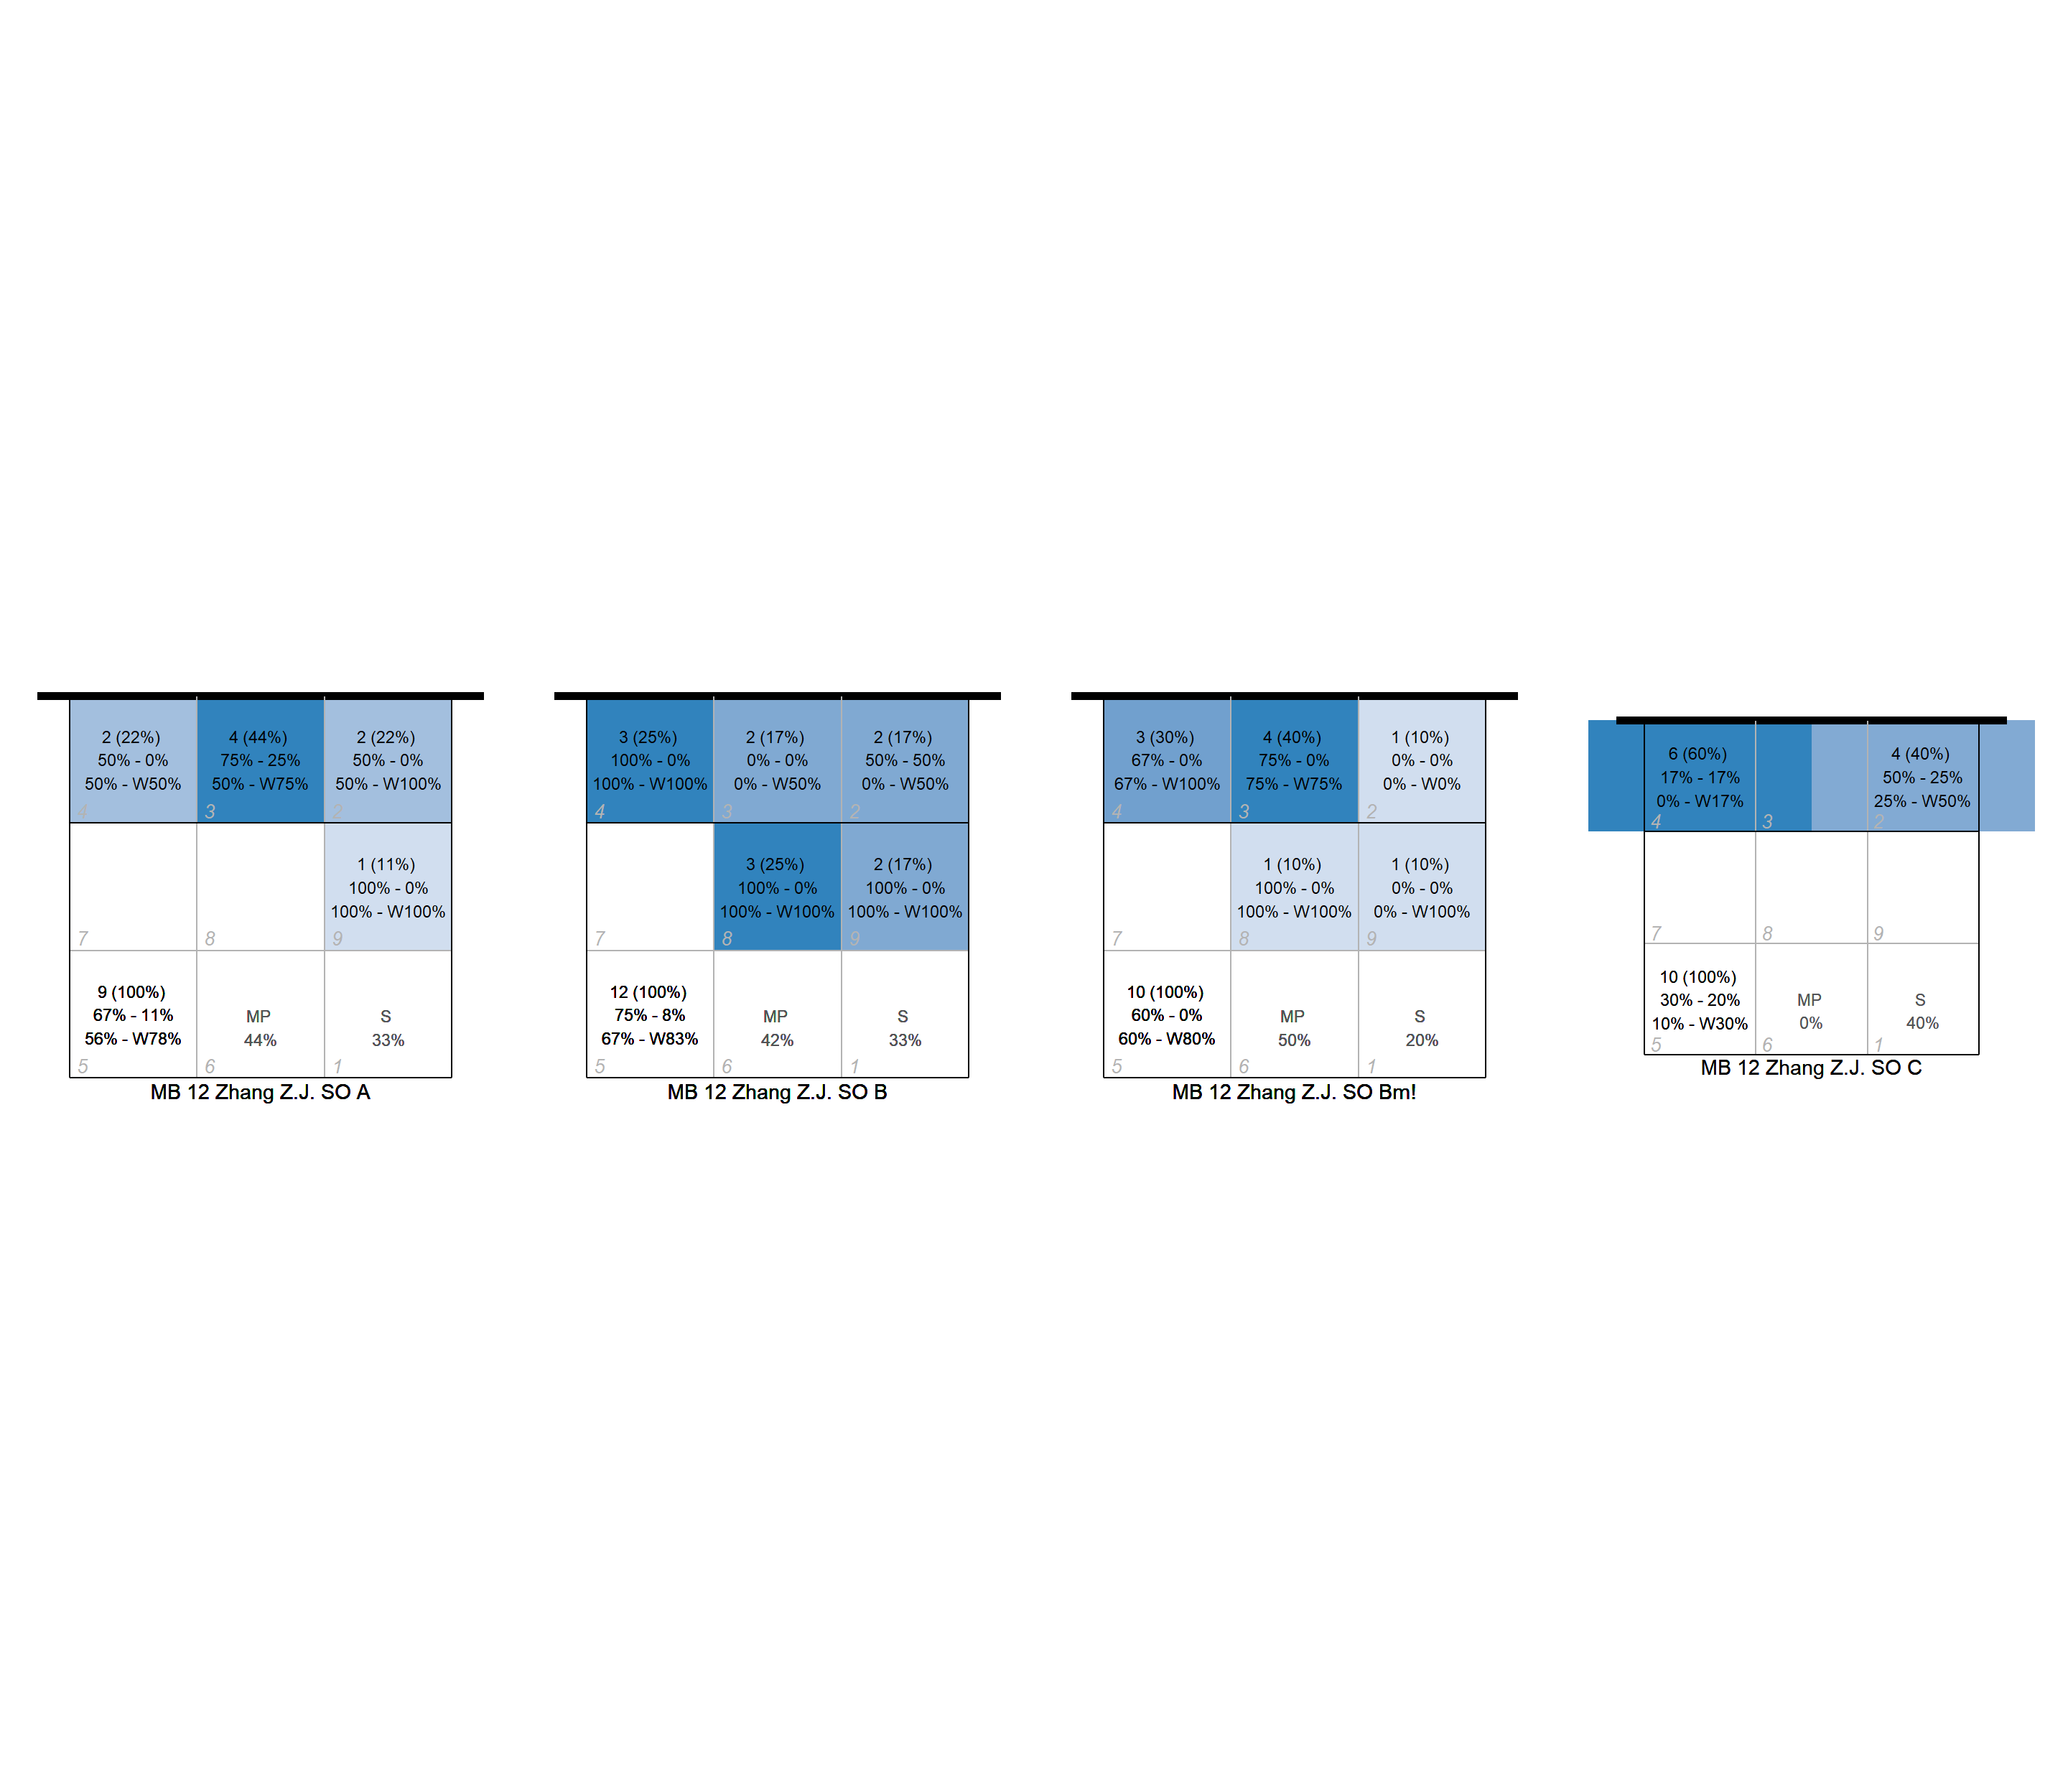 2 (22%)
50% - 0%
50% - W50%
4
4 (44%)
75% - 25%
50% - W75%
3
2 (22%)
50% - 0%
50% - W100%
2
7
8
1 (11%)
100% - 0%
100% - W100%
9
9 (100%)
67% - 11%
56% - W78%
5
MP
44%
6
S
33%
1
MB 12 Zhang Z.J. SO A
3 (25%)
100% - 0%
100% - W100%
4
2 (17%)
0% - 0%
0% - W50%
3
2 (17%)
50% - 50%
0% - W50%
2
7
3 (25%)
100% - 0%
100% - W100%
8
2 (17%)
100% - 0%
100% - W100%
9
12 (100%)
75% - 8%
67% - W83%
5
MP
42%
6
S
33%
1
MB 12 Zhang Z.J. SO B
3 (30%)
67% - 0%
67% - W100%
4
4 (40%)
75% - 0%
75% - W75%
3
1 (10%)
0% - 0%
0% - W0%
2
7
1 (10%)
100% - 0%
100% - W100%
8
1 (10%)
0% - 0%
0% - W100%
9
10 (100%)
60% - 0%
60% - W80%
5
MP
50%
6
S
20%
1
MB 12 Zhang Z.J. SO Bm!
6 (60%)
17% - 17%
0% - W17%
4
3
4 (40%)
50% - 25%
25% - W50%
2
7
8
9
10 (100%)
30% - 20%
10% - W30%
5
MP
0%
6
S
40%
1
MB 12 Zhang Z.J. SO C